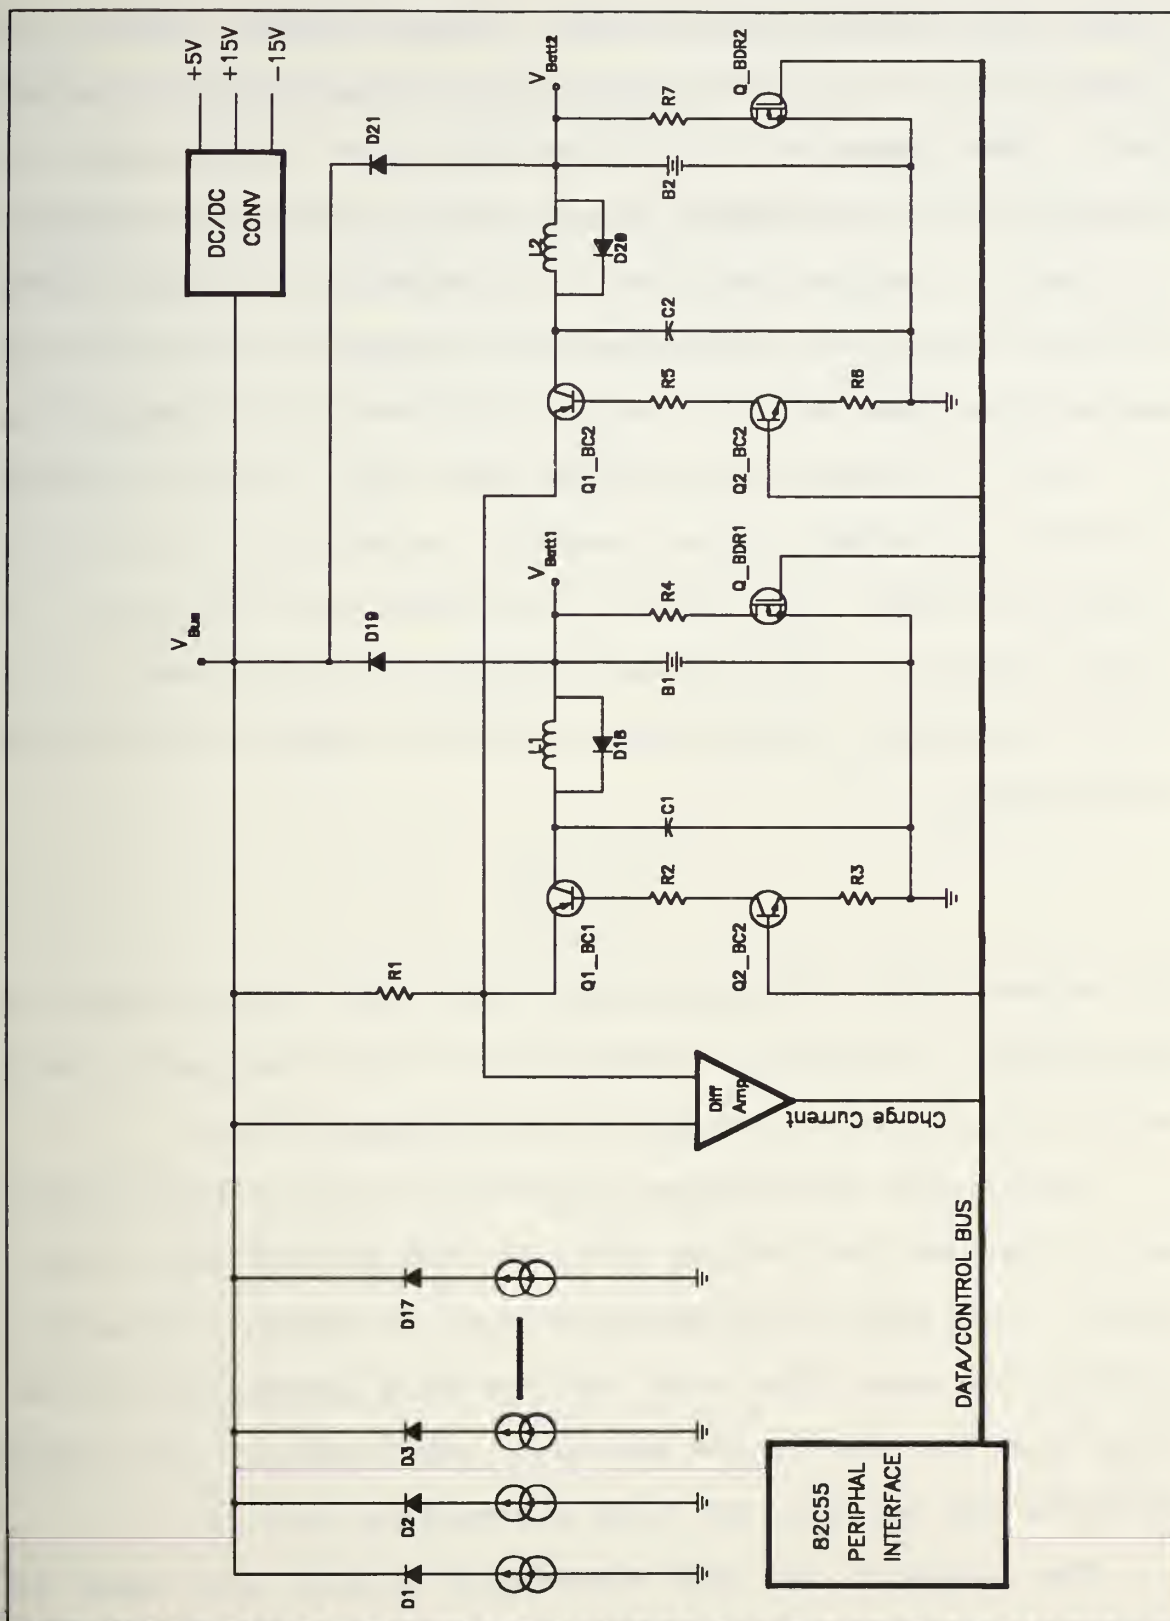 +5V
+15V
-15V
DC/DC
CONV
V Bus
D21
D19
V Batt2
V Batt1
L2
D20
L1
D18
R1
Q1_BC2
Q1_BC1
C2
C1
B2
B1
R7
R5
R4
R2
Q_BDR2
Q_BDR1
Q2_BC2
Q2_BC2
R6
R3
Diff
Amp
Charge Current
D1
D2
D3
D17
DATA/CONTROL BUS
82C55
PERIPHAL
INTERFACE